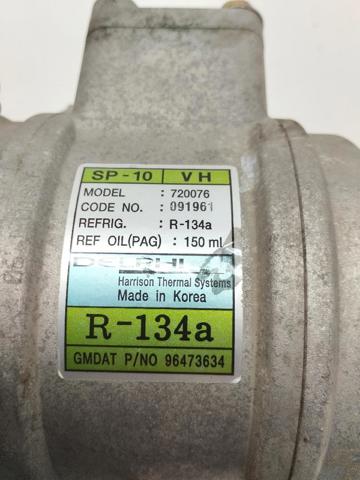 SP-10 VH
MODEL : 720076
CODE NO. : 091961
REFRIG. : R-134a
REF OIL(PAG) : 150 ml
DELPHI
Harrison Thermal Systems
Made in Korea
R-134a
GMDAT P/NO 96473634